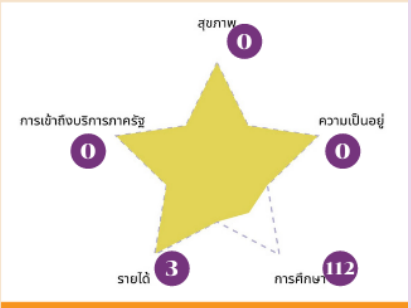 สุขภาพ
0
การเข้าถึงบริการภาครัฐ
0
ความเป็นอยู่
0
รายได้ 3
การศึกษา 112